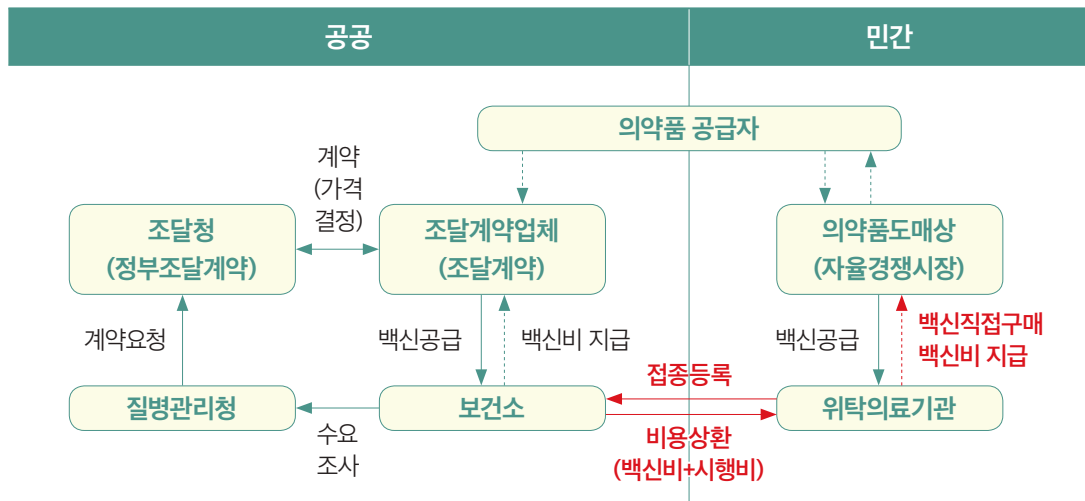 공공
민간
의약품 공급자
계약
(가격
결정)
조달청
(정부조달계약)
조달계약업체
(조달계약)
의약품도매상
(자율경쟁시장)
계약요청
백신공급
백신비 지급
백신공급
백신직접구매
백신비 지급
접종등록
질병관리청
보건소
위탁의료기관
수요
조사
비용상환
(백신비+시행비)